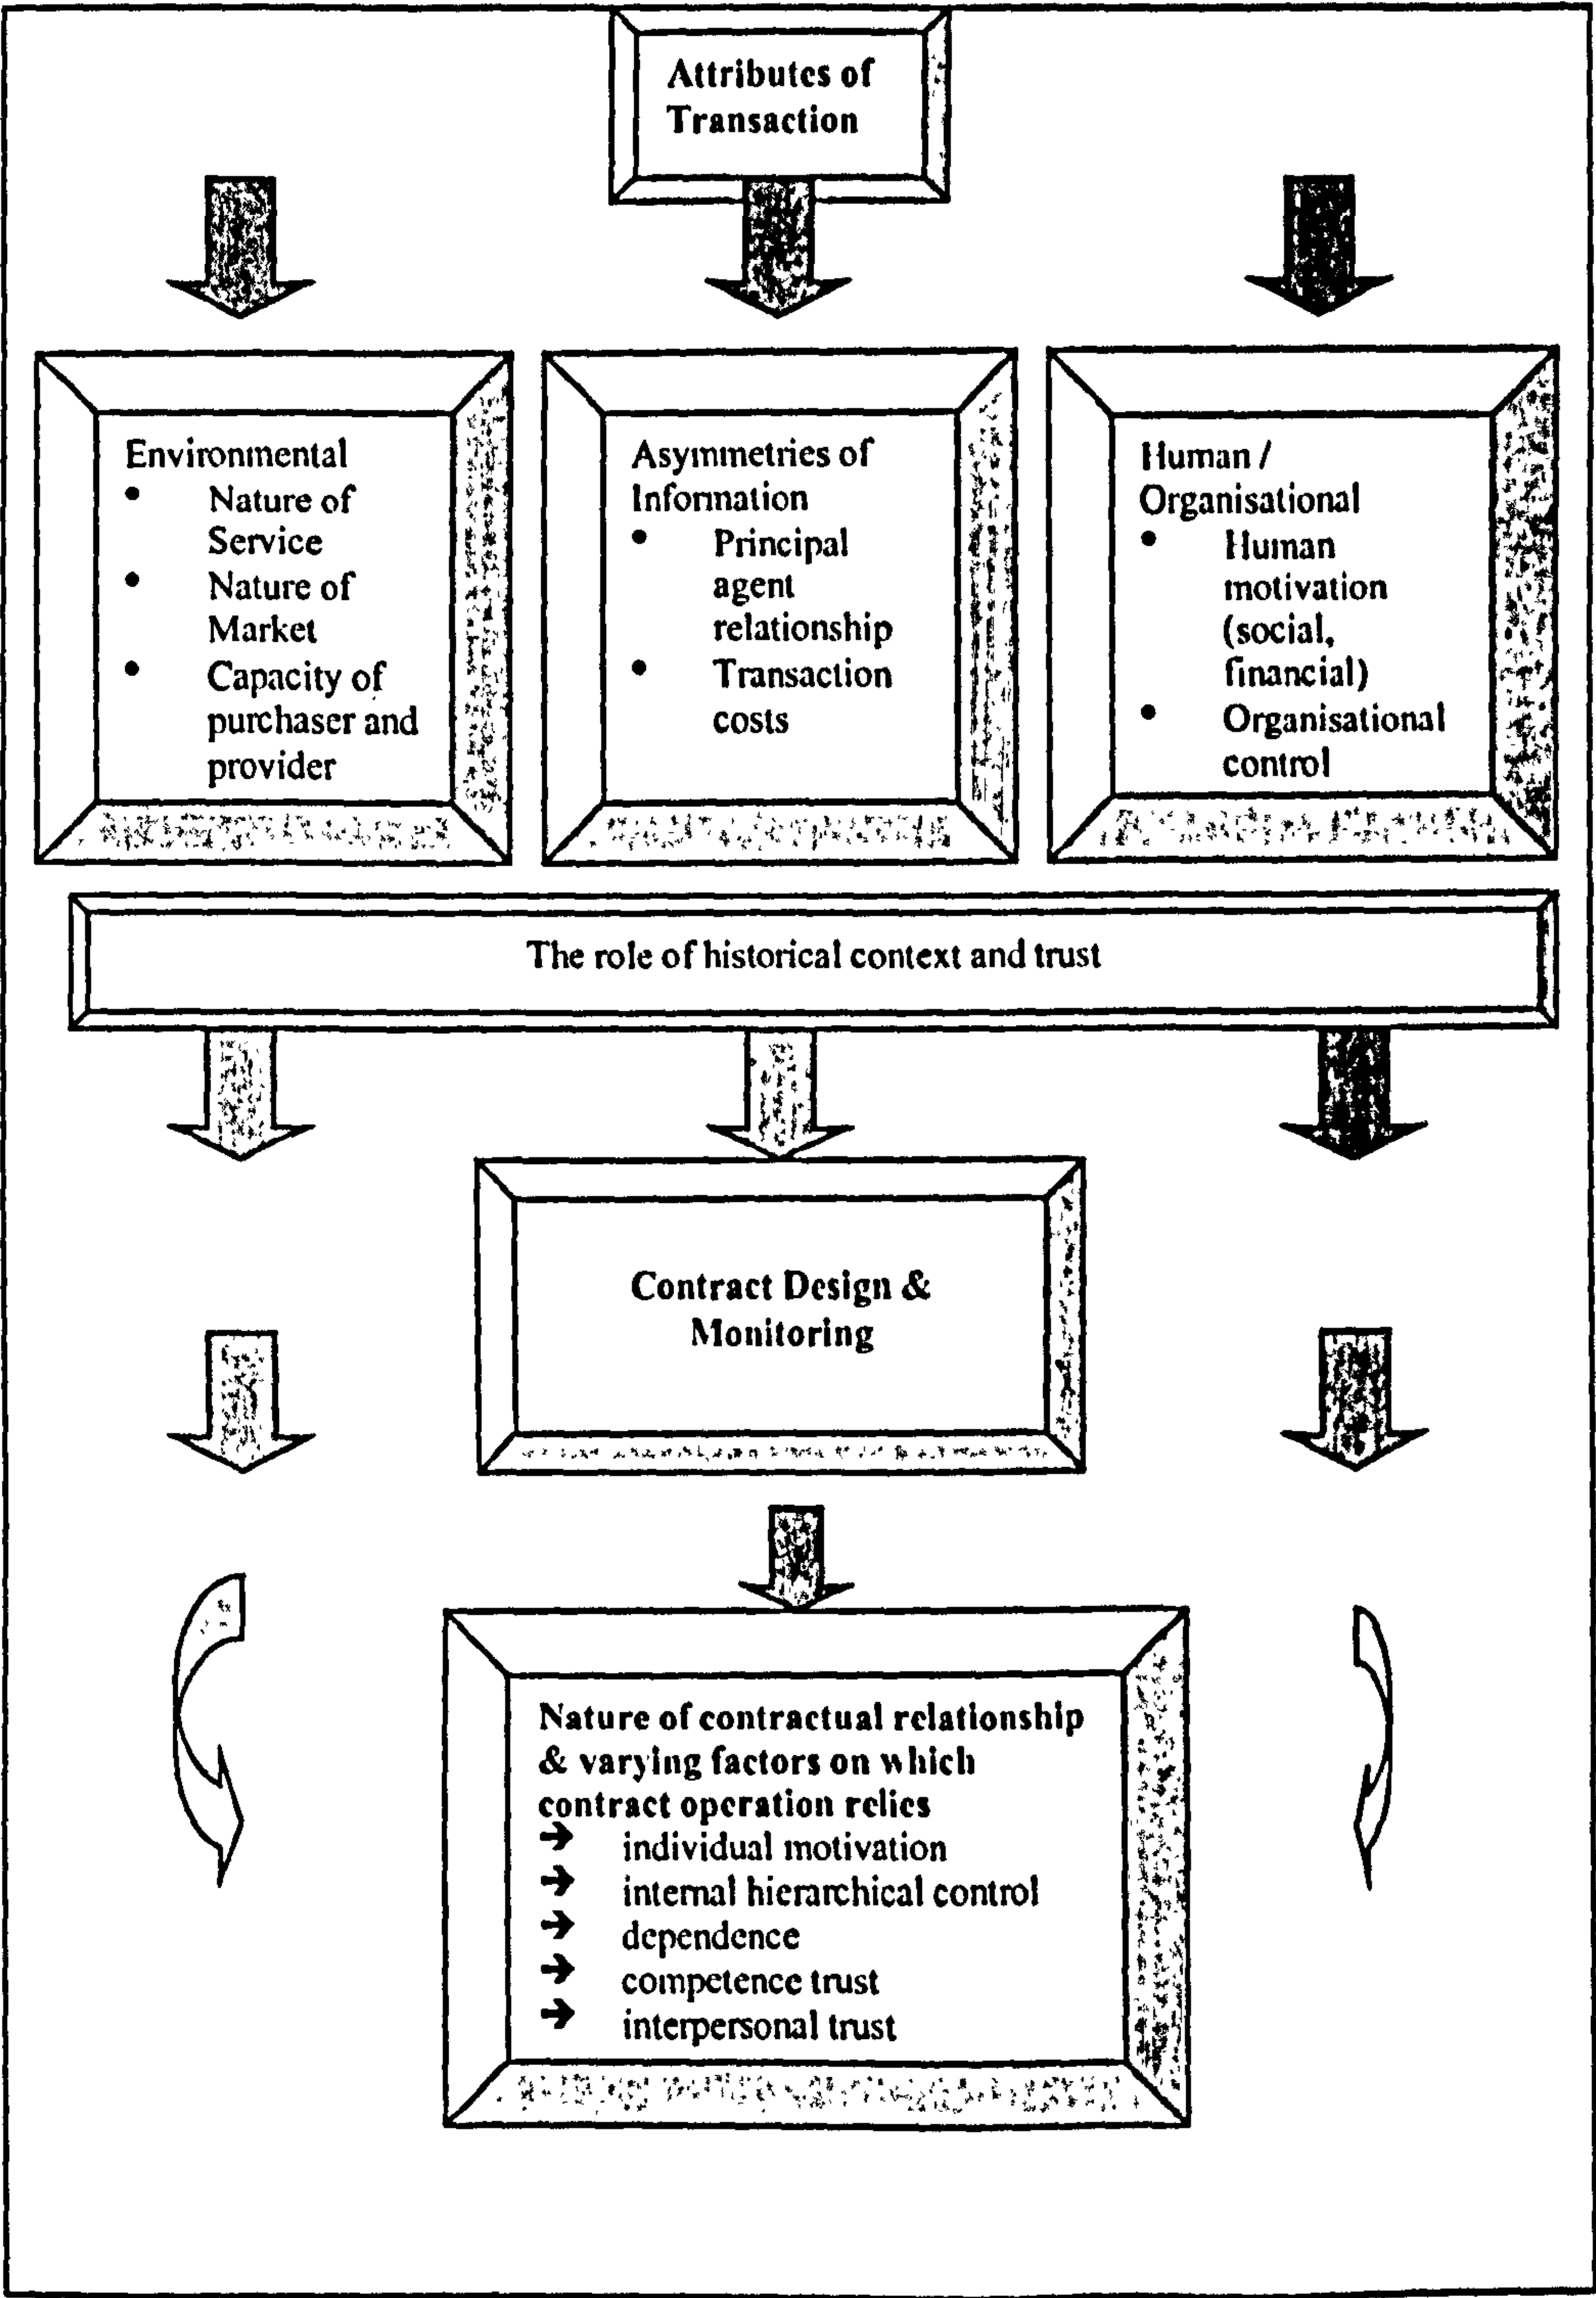 Attributes of
Transaction
Environmental
• Nature of
Service
• Nature of
Market
• Capacity of
purchaser and
provider
Asymmetries of
Information
• Principal
agent
relationship
• Transaction
costs
Human /
Organisational
• Human
motivation
(social,
financial)
• Organisational
control
The role of historical context and trust
Contract Design &
Monitoring
Nature of contractual relationship
& varying factors on which
contract operation relies
→ individual motivation
→ internal hierarchical control
→ dependence
→ competence trust
→ interpersonal trust